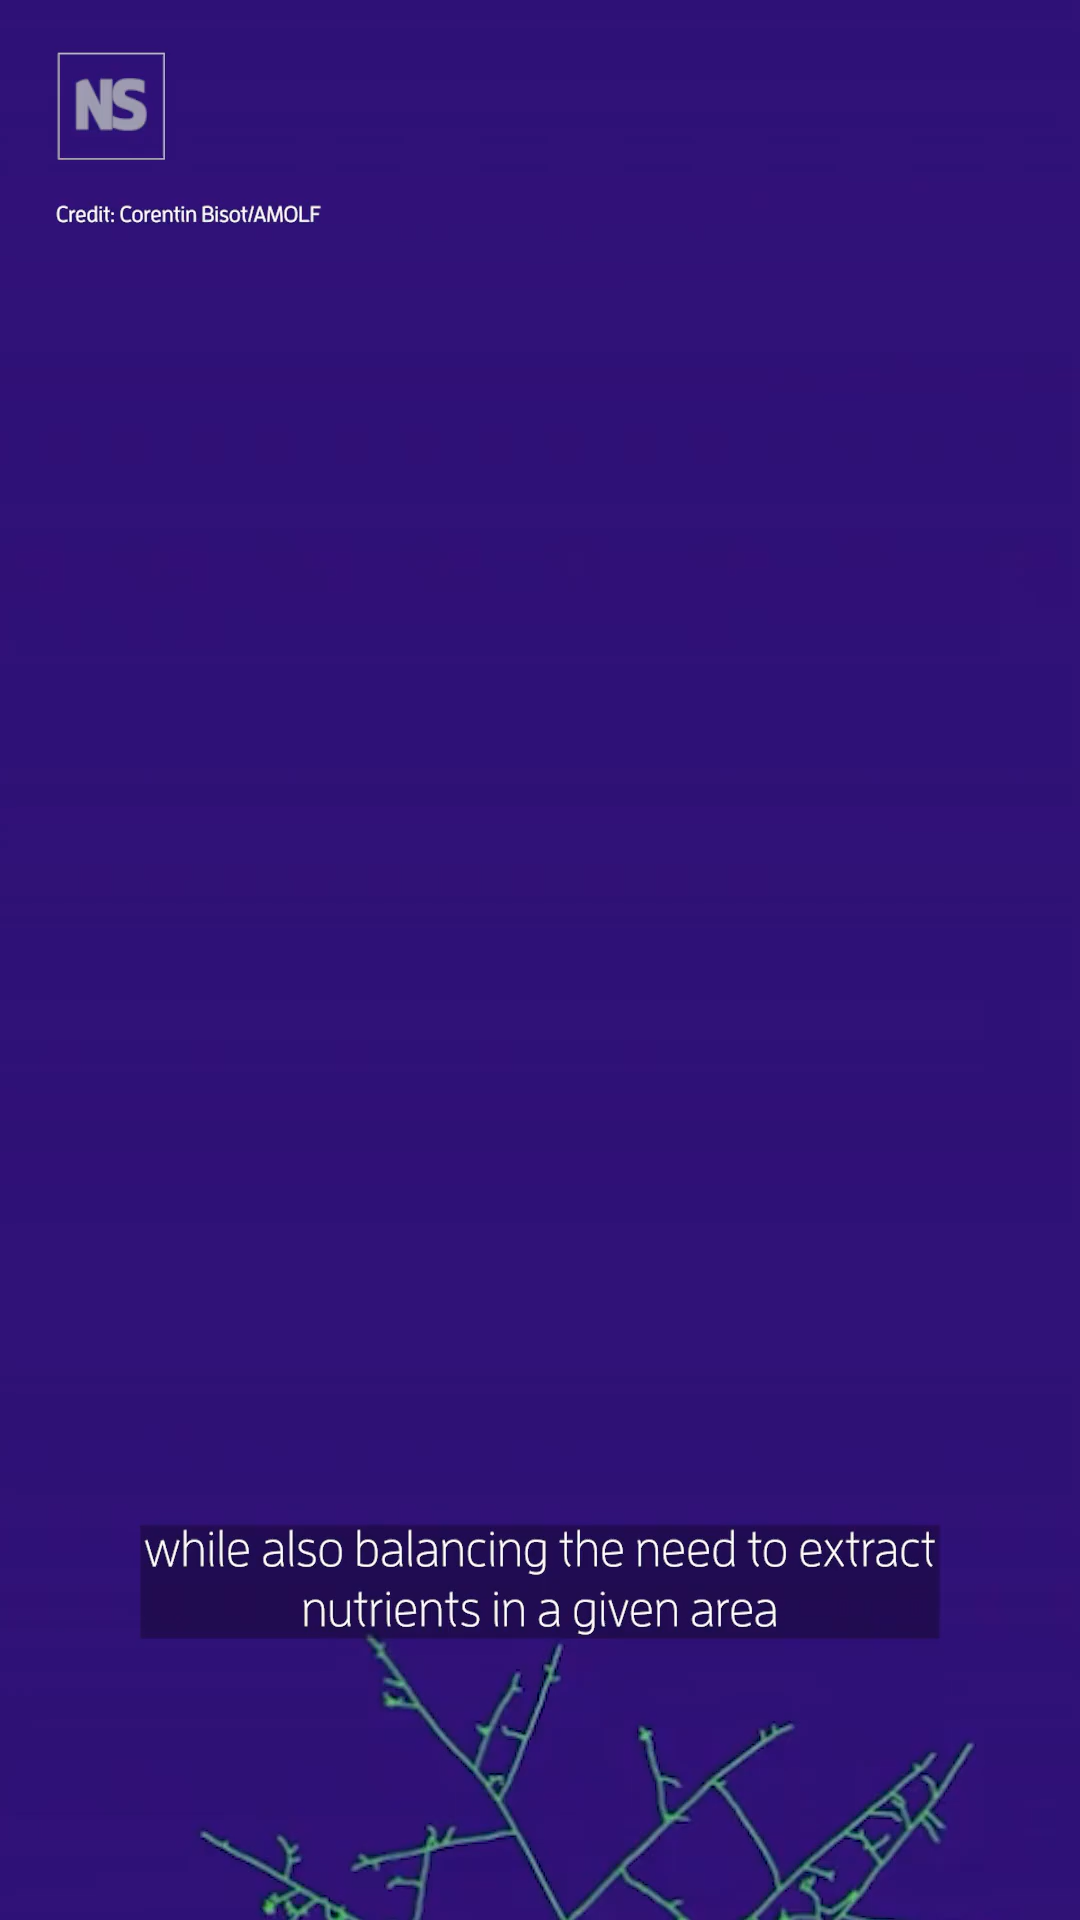 NS
Credit: Corentin Bisot/AMOLF
while also balancing the need to extract
nutrients in a given area